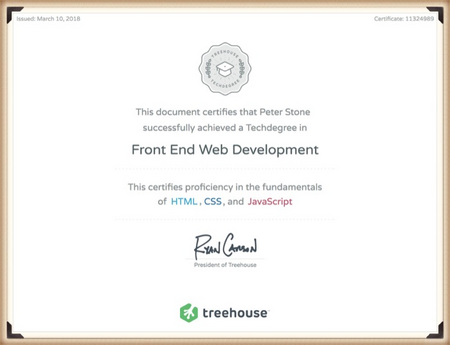 Issued: March 10, 2018
Certificate: 11324989
TREEHOUSE
TECHDEGREE
This document certifies that Peter Stone
successfully achieved a Techdegree in
Front End Web Development
This certifies proficiency in the fundamentals
of HTML, CSS, and JavaScript
Ryan Carson
President of Treehouse
treehouse